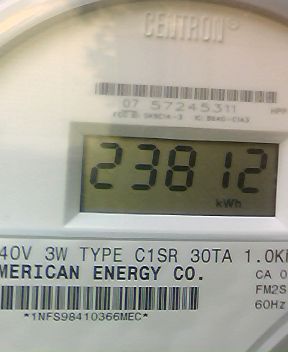 CENTRON®
07 57245311
23812
kWh
40V 3W TYPE C1SR 30TA 1.0K
MERICAN ENERGY CO.
CA 0
FM2S
60Hz
*1NFS98410366MEC*